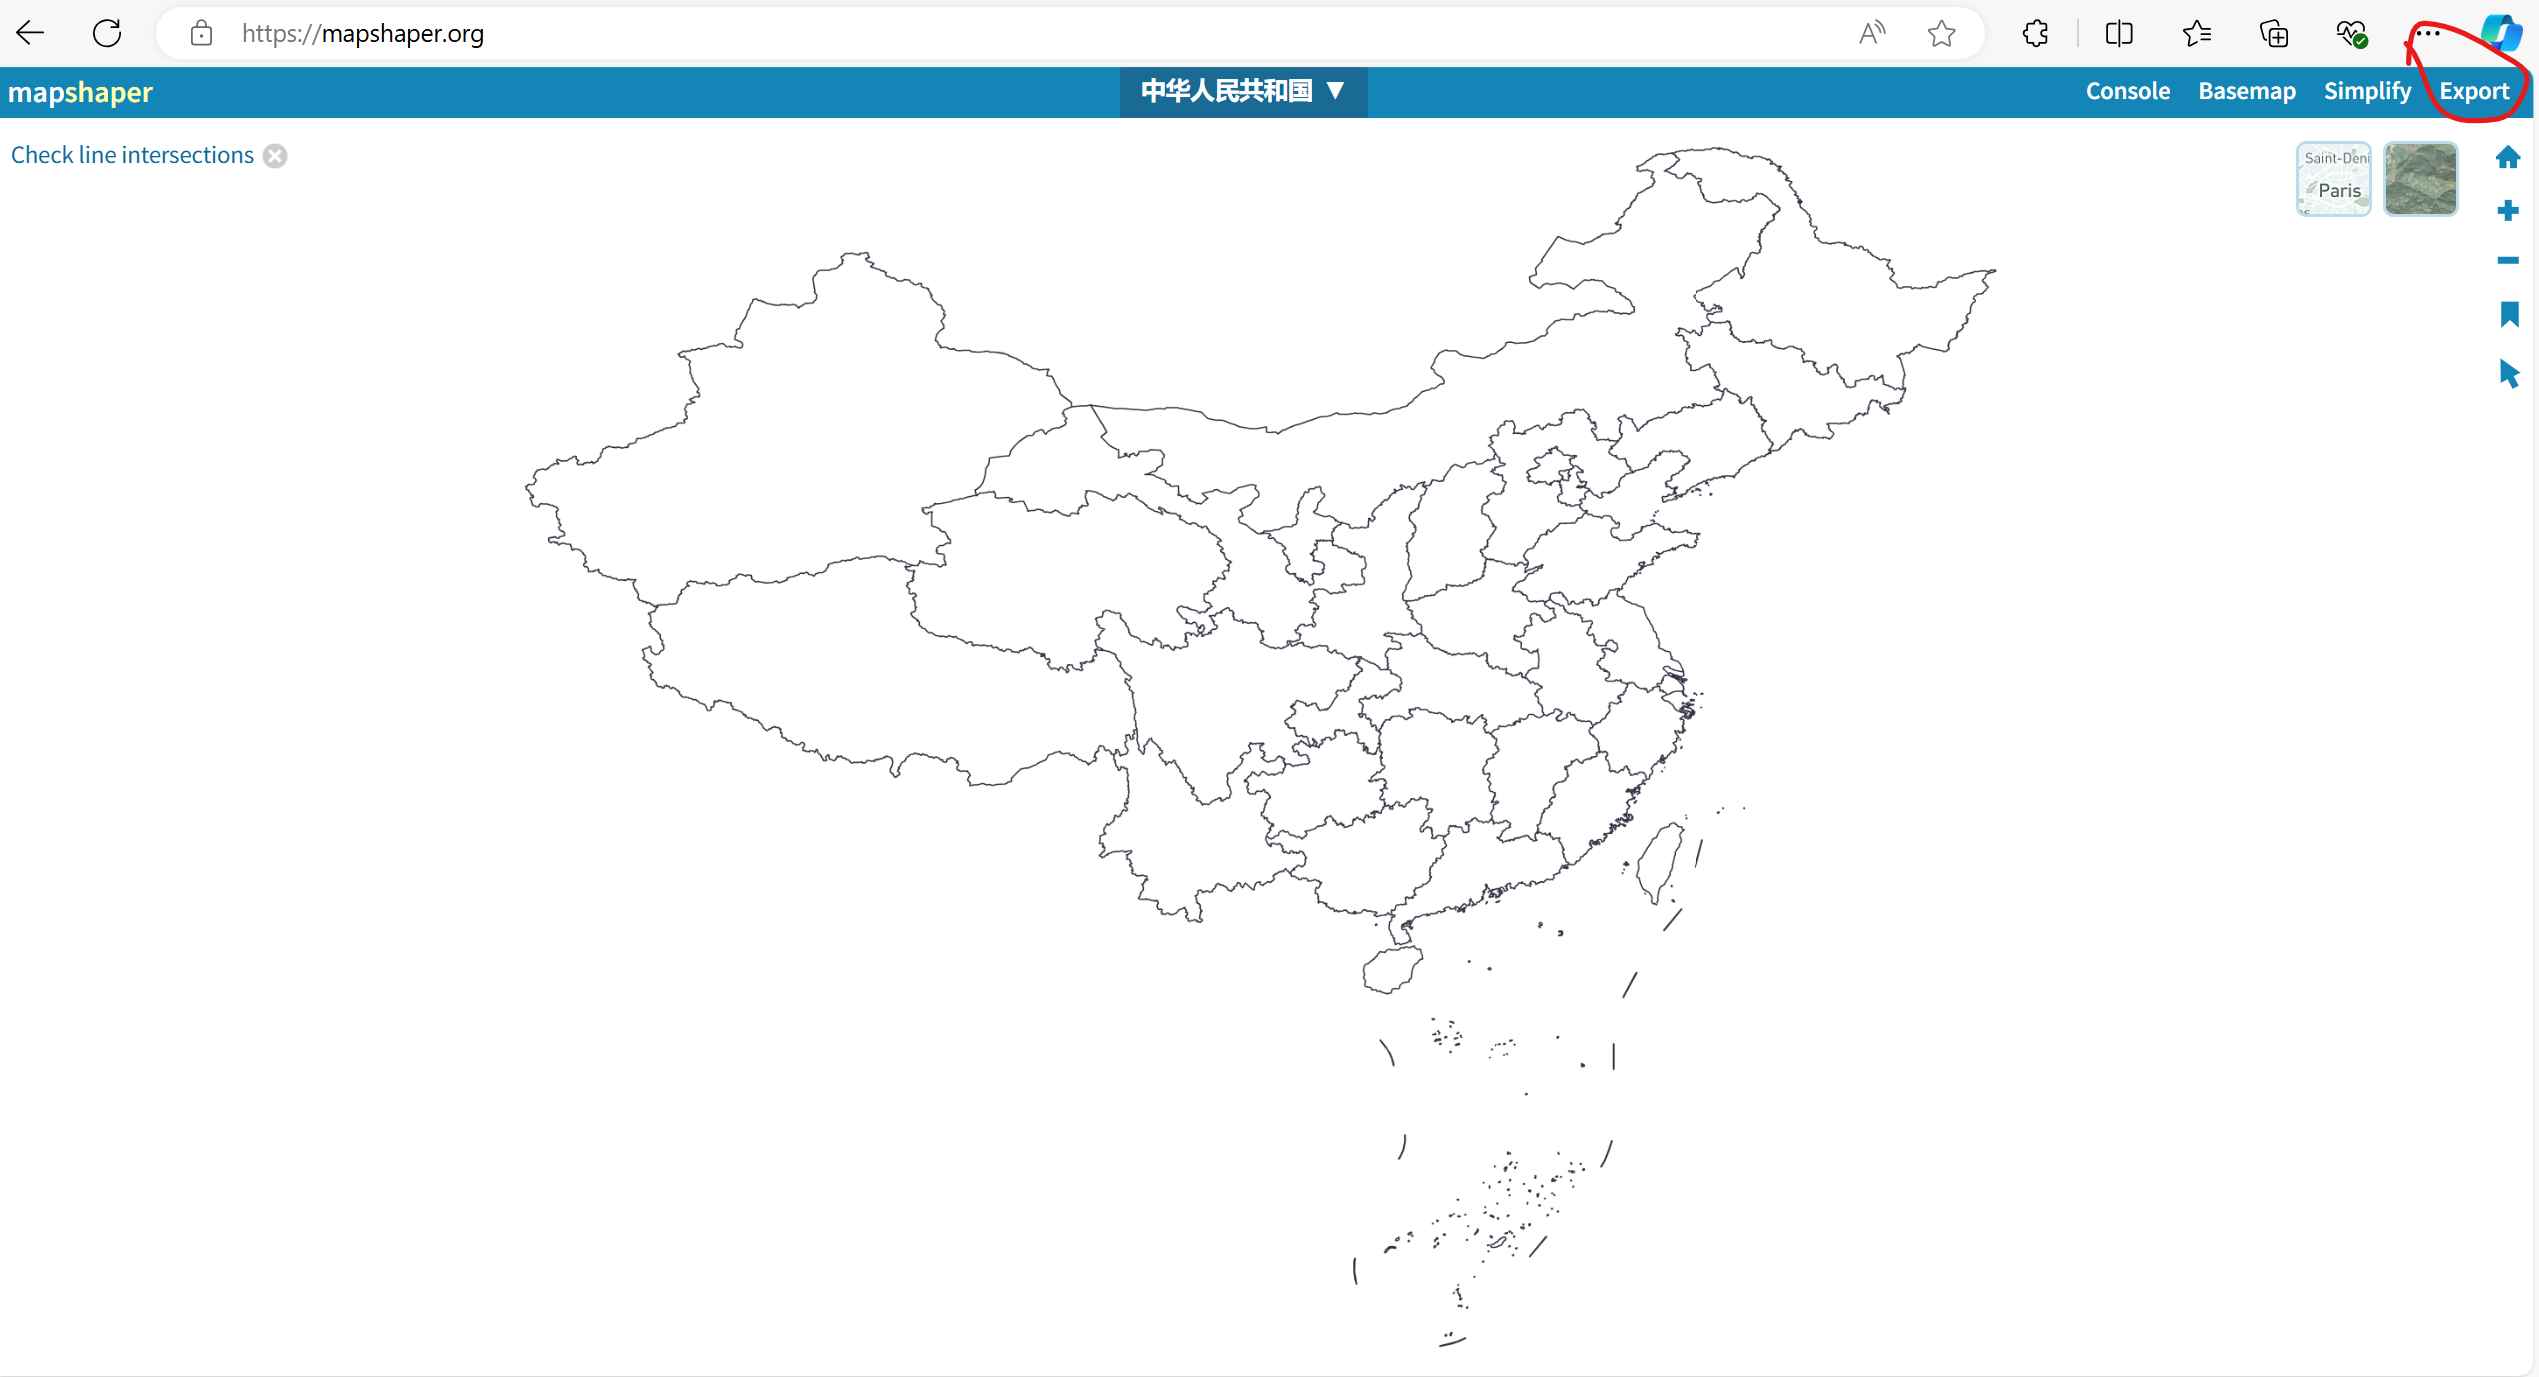 https://mapshaper.org
mapshaper
中华人民共和国 ▼
Console Basemap Simplify Export
Check line intersections
Saint-Deni
Paris